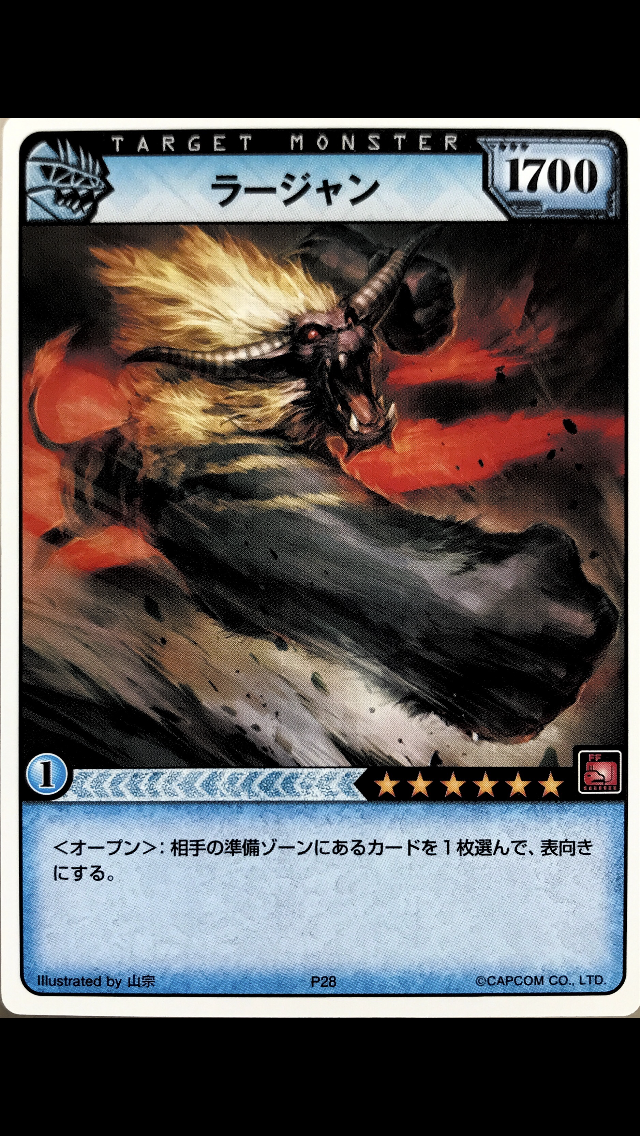 TARGET MONSTER
ラージャン
1700
1
FF
<オープン>:相手の準備ゾーンにあるカードを1枚選んで、表向き
にする。
Illustrated by 山宗
P28
©CAPCOM CO., LTD.